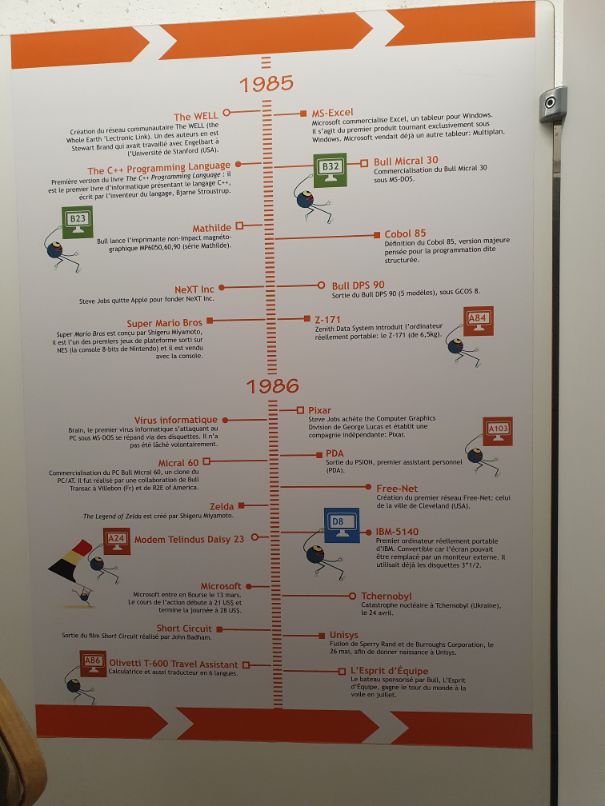 1985
The WELL
Création du réseau communautaire The WELL (the
Whole Earth 'Lectronic Link). Un des auteurs en est
Stewart Brand qui avait travaillé avec Engelbart à
l'Université de Stanford (USA).
MS-Excel
Microsoft commercialise Excel, un tableur pour Windows.
Il s'agit du premier produit tournant exclusivement sous
Windows. Microsoft vendait déjà un autre tableur: Multiplan.
The C++ Programming Language
Première version du livre The C++ Programming Language : il
est le premier livre d'informatique présentant le langage C++,
écrit par l'inventeur du langage, Bjarne Stroustrup.
B32
Bull Micral 30
Commercialisation du Bull Micral 30
sous MS-DOS.
B23
Mathilde
Bull lance l'imprimante non-impact magnéto-
graphique MP6050,60,90 (série Mathilde).
Cobol 85
Définition du Cobol 85, version majeure
pensée pour la programmation dite
structurée.
NeXT Inc
Steve Jobs quitte Apple pour fonder NeXT Inc.
Bull DPS 90
Sortie du Bull DPS 90 (5 modèles), sous GCOS 8.
Super Mario Bros
Super Mario Bros est conçu par Shigeru Miyamoto,
il est l'un des premiers jeux de plateforme sorti sur
NES (la console 8-bits de Nintendo) et il est vendu
avec la console.
Z-171
Zenith Data System introduit l'ordinateur
réellement portable: le Z-171 (de 6,5kg).
A84
1986
Virus informatique
Brain, le premier virus informatique s'attaquant au
PC sous MS-DOS se répand via des disquettes. Il n'a
pas été lâché volontairement.
Pixar
Steve Jobs achète the Computer Graphics
Division de George Lucas et établit une
compagnie indépendante: Pixar.
A103
Micral 60
Commercialisation du PC Bull Micral 60, un clone du
PC/AT. Il fut réalisé par une collaboration de Bull
Transac à Villebon (Fr) et de R2E of America.
PDA
Sortie du PSION, premier assistant personnel
(PDA).
Free-Net
Création du premier réseau Free-Net: celui
de la ville de Cleveland (USA).
Zelda
The Legend of Zelda est créé par Shigeru Miyamoto.
A24
Modem Telindus Daisy 23
D8
IBM-5140
Premier ordinateur réellement portable
d'IBM. Convertible car l'écran pouvait
être remplacé par un moniteur externe. Il
utilisait déjà les disquettes 3"1/2.
Microsoft
Microsoft entre en Bourse le 13 mars.
Le cours de l'action débute à 21 US$ et
termine la journée à 28 US$.
Tchernobyl
Catastrophe nucléaire à Tchernobyl (Ukraine),
le 24 avril.
Short Circuit
Sortie du film Short Circuit réalisé par John Badham.
Unisys
Fusion de Sperry Rand et de Burroughs Corporation, le
26 mai, afin de donner naissance à Unisys.
A86
Olivetti T-600 Travel Assistant
Calculatrice et aussi traducteur en 6 langues.
L'Esprit d'Équipe
Le bateau sponsorisé par Bull, L'Esprit
d'Équipe, gagne le tour du monde à la
voile en juillet.